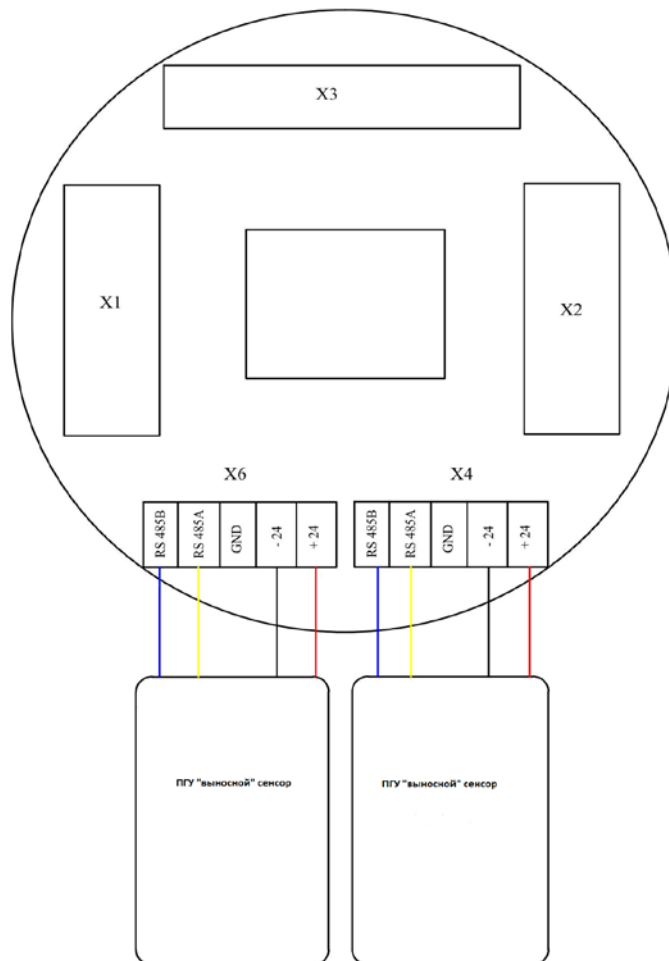 X3
X1
X2
X6
X4
RS 485B
RS 485A
GND
- 24
+ 24
RS 485B
RS 485A
GND
- 24
+ 24
ПГУ "выносной" сенсор
ПГУ "выносной" сенсор